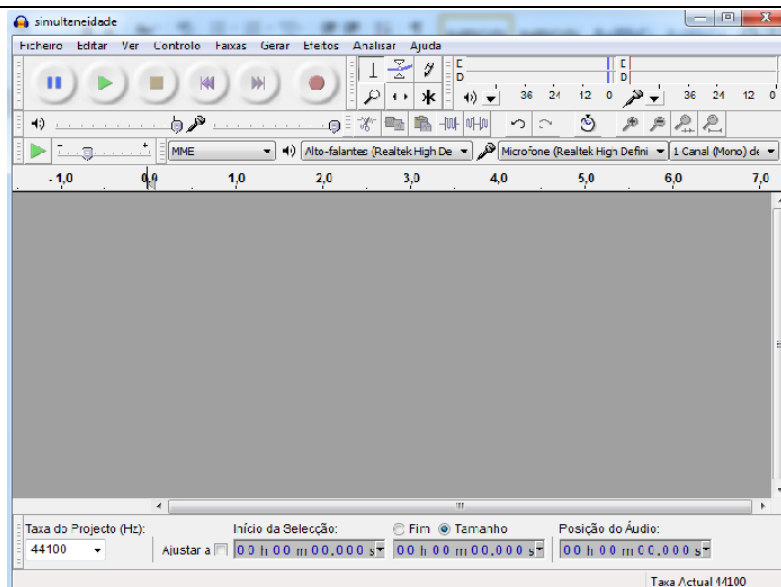 simulteneidade
Ficheiro Editar Ver Controlo Faixas Gerar Efeitos Analisar Ajuda
E E
D D
36 24 12 0 36 24 12 0
MME Alto-falantes (Realtek High De Microfone (Realtek High Defini 1 Canal (Mono) de
- 1,0 0,0 1,0 2,0 3,0 4,0 5,0 6,0 7,0
Taxa do Projecto (Hz): Início da Selecção: Fim Tamanho Posição do Áudio:
44100 Ajustar a 00 h 00 m 00.000 s 00 h 00 m 00.000 s 00 h 00 m 00.000 s
Taxa Actual 44100